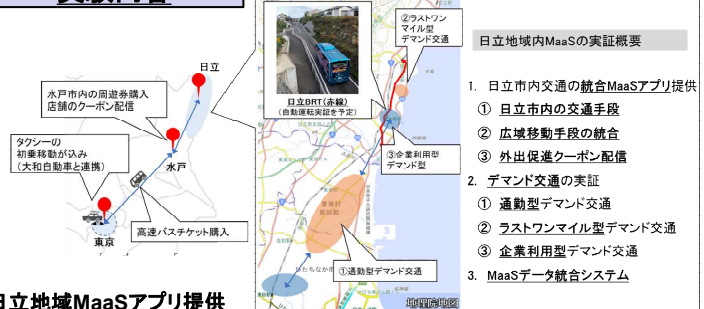 実験内容
日立
水戸市内の周遊券購入
店舗のクーポン配信
タクシーの
初乗移動が込み
(大和自動車と連携)
水戸
東京
高速バスチケット購入
日立地域MaaSアプリ提供
②ラストワン
マイル型
デマンド交通
日立BRT(赤線)
(自動運転実証を予定)
③企業利用型
デマンド型
東海村
ひたちなか市
①通勤型デマンド交通
地理院地図
日立地域内MaaSの実証概要
1. 日立市内交通の統合MaaSアプリ提供
① 日立市内の交通手段
② 広域移動手段の統合
③ 外出促進クーポン配信
2. デマンド交通の実証
① 通勤型デマンド交通
② ラストワンマイル型デマンド交通
③ 企業利用型デマンド交通
3. MaaSデータ統合システム